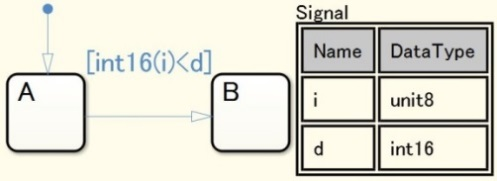 Signal
[int16(i)<d]
A
B
Name DataType
i unit8
d int16